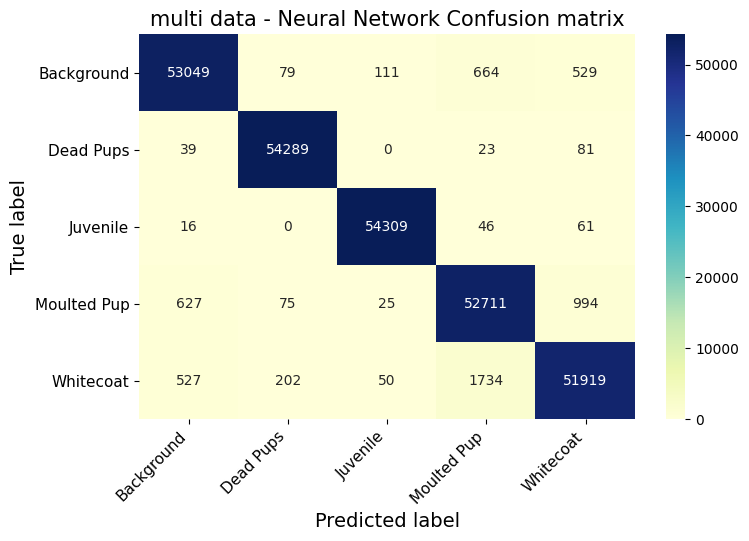 multi data - Neural Network Confusion matrix
True label
Background 53049 79 111 664 529
Dead Pups 39 54289 0 23 81
Juvenile 16 0 54309 46 61
Moulted Pup 627 75 25 52711 994
Whitecoat 527 202 50 1734 51919
Background Dead Pups Juvenile Moulted Pup Whitecoat
Predicted label
50000
40000
30000
20000
10000
0